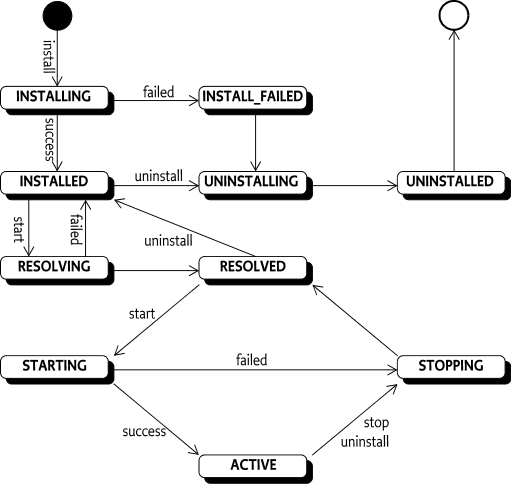 install
INSTALLING
failed
INSTALL_FAILED
success
INSTALLED
uninstall
UNINSTALLING
UNINSTALLED
start
failed
uninstall
RESOLVING
RESOLVED
start
STARTING
failed
STOPPING
success
stop
uninstall
ACTIVE